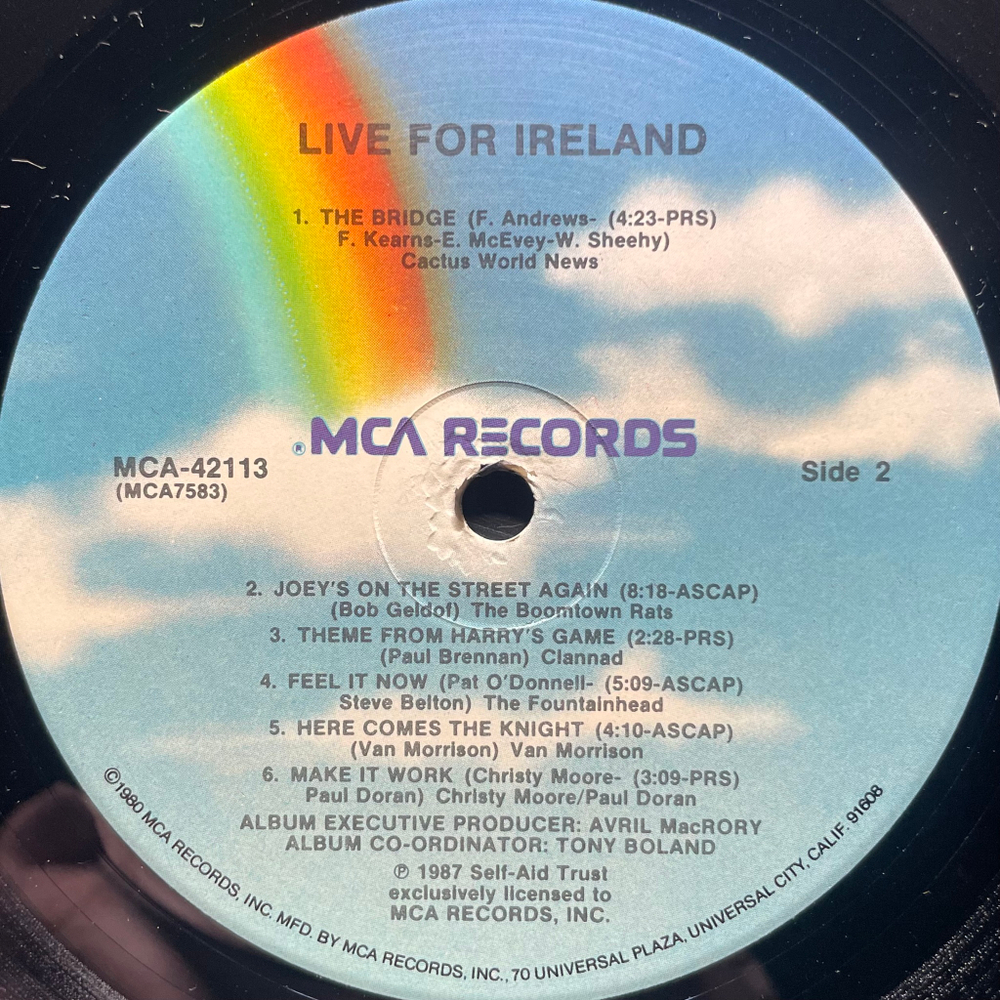 LIVE FOR IRELAND
1. THE BRIDGE (F. Andrews- (4:23-PRS)
F. Kearns-E. McEvey-W. Sheehy)
Cactus World News
® MCA RECORDS
MCA-42113
(MCA7583)
Side 2
2. JOEY'S ON THE STREET AGAIN (8:18-ASCAP)
(Bob Geldof) The Boomtown Rats
3. THEME FROM HARRY'S GAME (2:28-PRS)
(Paul Brennan) Clannad
4. FEEL IT NOW (Pat O'Donnell- (5:09-ASCAP)
Steve Belton) The Fountainhead
5. HERE COMES THE KNIGHT (4:10-ASCAP)
(Van Morrison) Van Morrison
6. MAKE IT WORK (Christy Moore- (3:09-PRS)
Paul Doran) Christy Moore/Paul Doran
ALBUM EXECUTIVE PRODUCER: AVRIL MacRORY
ALBUM CO-ORDINATOR: TONY BOLAND
℗ 1987 Self-Aid Trust
exclusively licensed to
MCA RECORDS, INC.
©1980 MCA RECORDS, INC. MFD. BY MCA RECORDS, INC., 70 UNIVERSAL PLAZA, UNIVERSAL CITY, CALIF. 91608